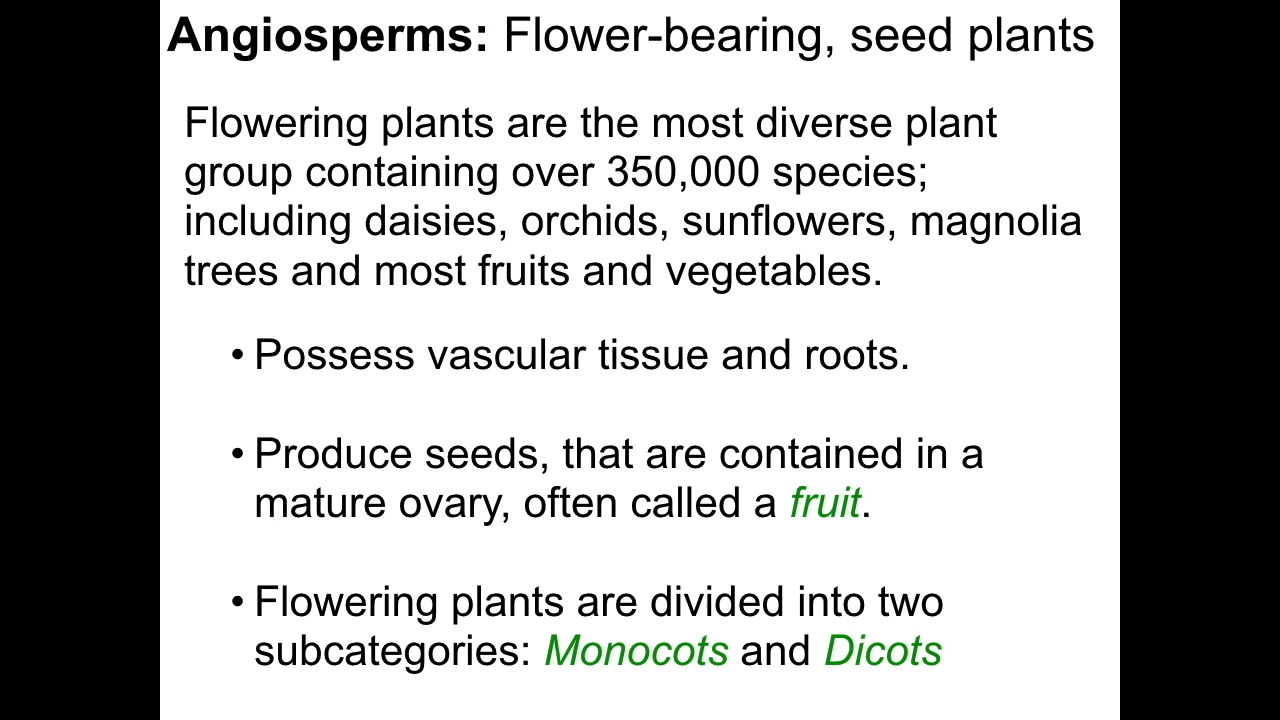 Angiosperms: Flower-bearing, seed plants
Flowering plants are the most diverse plant
group containing over 350,000 species;
including daisies, orchids, sunflowers, magnolia
trees and most fruits and vegetables.
• Possess vascular tissue and roots.
• Produce seeds, that are contained in a
mature ovary, often called a fruit.
• Flowering plants are divided into two
subcategories: Monocots and Dicots